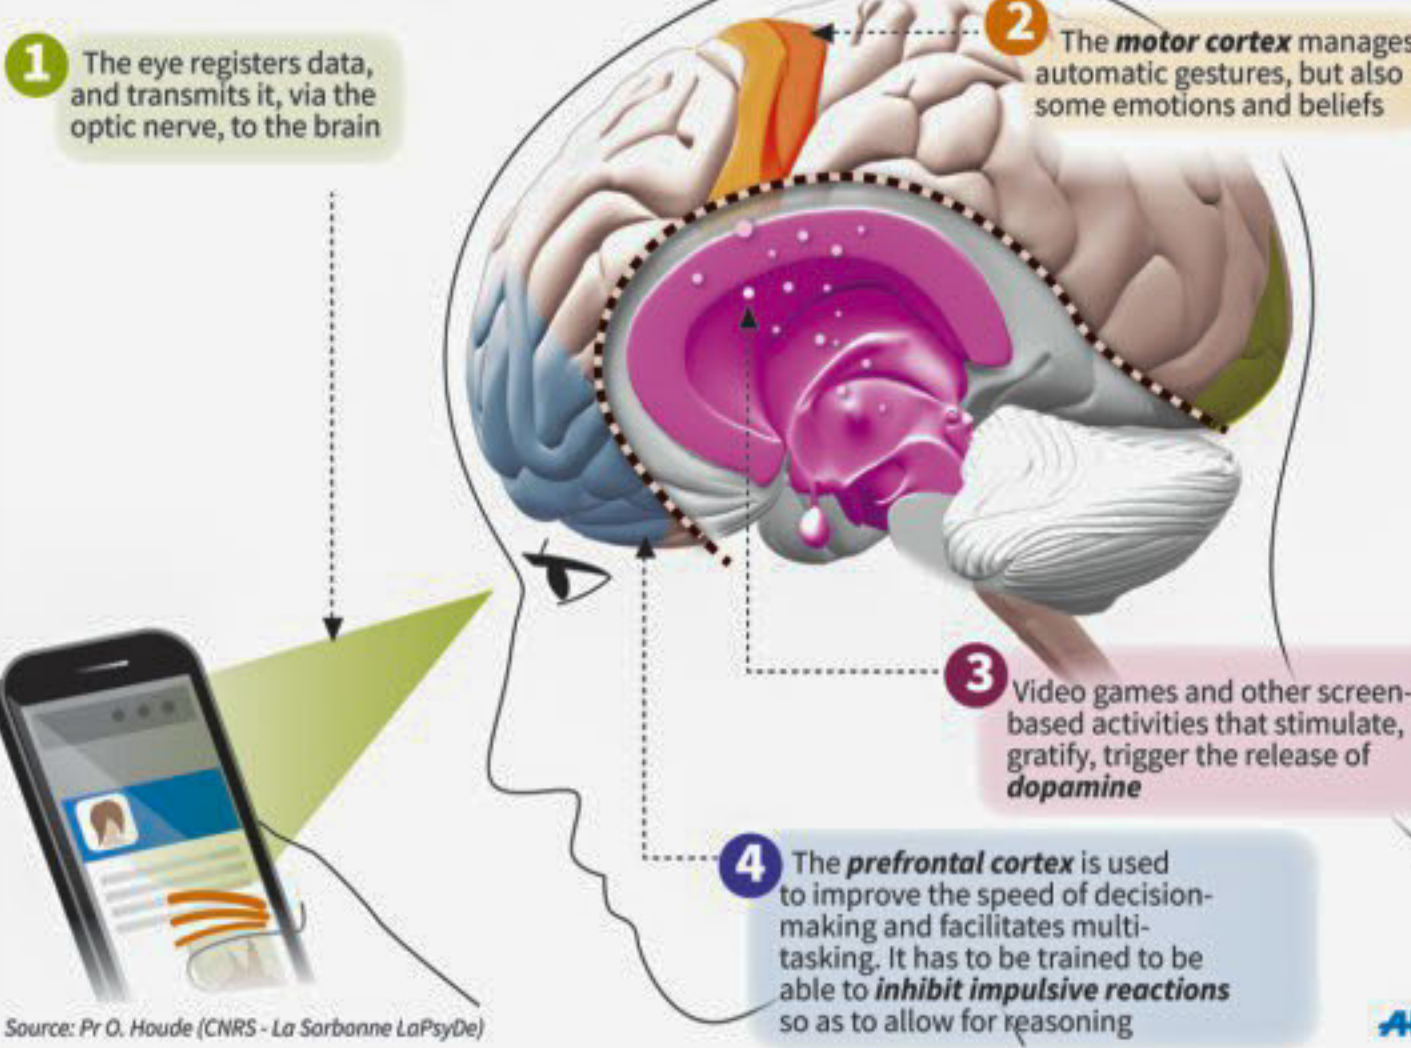 1
The eye registers data,
and transmits it, via the
optic nerve, to the brain
2
The motor cortex manages
automatic gestures, but also
some emotions and beliefs
3
Video games and other screen-
based activities that stimulate,
gratify, trigger the release of
dopamine
4
The prefrontal cortex is used
to improve the speed of decision-
making and facilitates multi-
tasking. It has to be trained to be
able to inhibit impulsive reactions
so as to allow for reasoning
Source: Pr O. Houde (CNRS - La Sorbonne LaPsyDe)